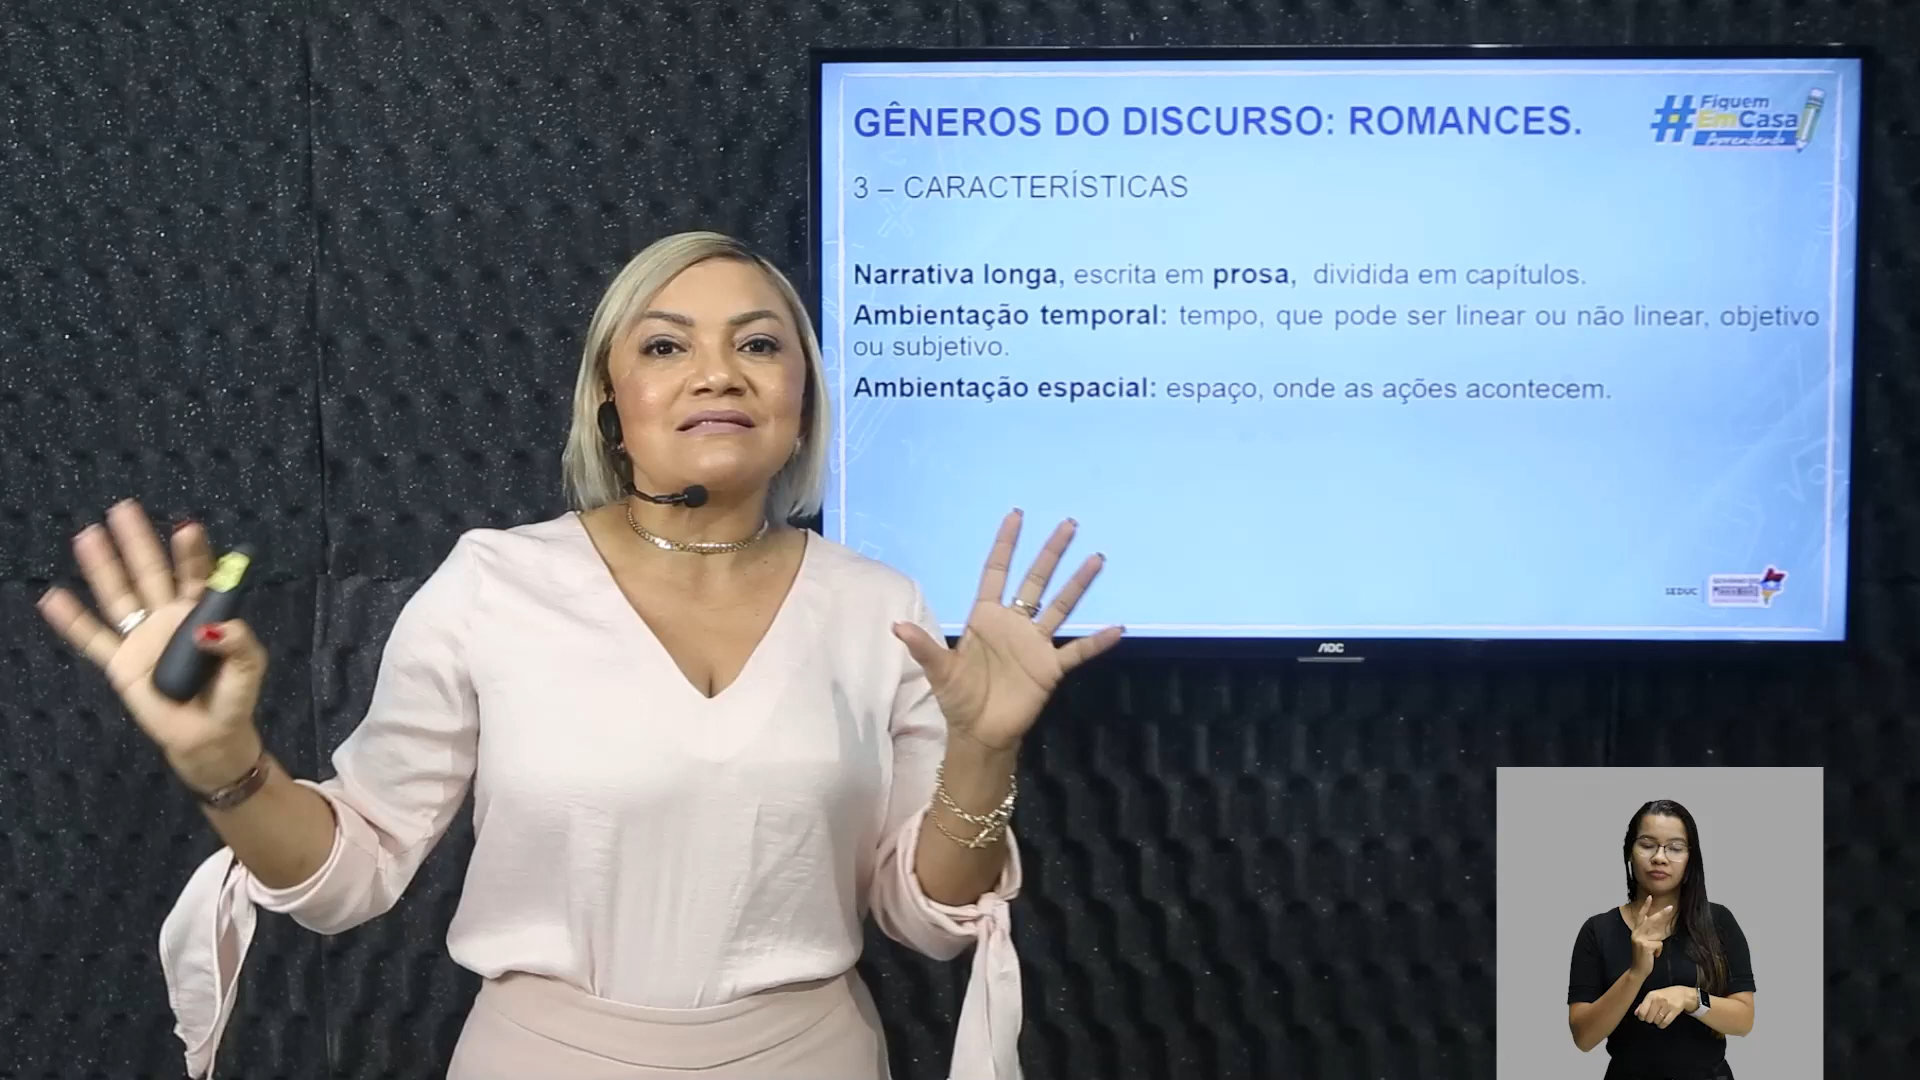 GÊNEROS DO DISCURSO: ROMANCES.
#Fiquem
EmCasa
Aprendendo
3 – CARACTERÍSTICAS
Narrativa longa, escrita em prosa, dividida em capítulos.
Ambientação temporal: tempo, que pode ser linear ou não linear, objetivo
ou subjetivo.
Ambientação espacial: espaço, onde as ações acontecem.
SEDUC
AOC